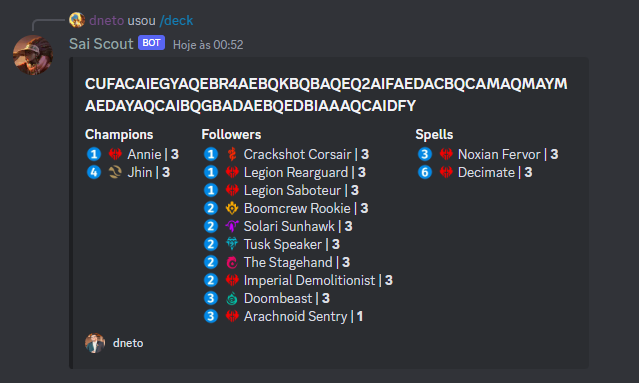 dneto usou /deck
Sai Scout BOT Hoje às 00:52
CUFACAIEGYAQEBR4AEBQKBQBAQEQ2AIFAEDACBQCAMAQMAYM
AEDAYAQCAIBQGBADAEBQEDBIAAAQCAIDFY
Champions
1 Annie | 3
4 Jhin | 3
Followers
1 Crackshot Corsair | 3
1 Legion Rearguard | 3
1 Legion Saboteur | 3
2 Boomcrew Rookie | 3
2 Solari Sunhawk | 3
2 Tusk Speaker | 3
2 The Stagehand | 3
2 Imperial Demolitionist | 3
3 Doombeast | 3
3 Arachnoid Sentry | 1
Spells
3 Noxian Fervor | 3
6 Decimate | 3
dneto